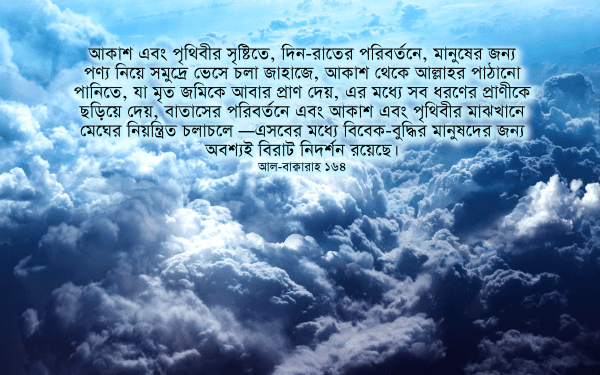 আকাশ এবং পৃথিবীর সৃষ্টিতে, দিন-রাতের পরিবর্তনে, মানুষের জন্য
পণ্য নিয়ে সমুদ্রে ভেসে চলা জাহাজে, আকাশ থেকে আল্লাহর পাঠানো
পানিতে, যা মৃত জমিকে আবার প্রাণ দেয়, এর মধ্যে সব ধরণের প্রাণীকে
ছড়িয়ে দেয়, বাতাসের পরিবর্তনে এবং আকাশ এবং পৃথিবীর মাঝখানে
মেঘের নিয়ন্ত্রিত চলাচলে —এসবের মধ্যে বিবেক-বুদ্ধির মানুষদের জন্য
অবশ্যই বিরাট নিদর্শন রয়েছে।
আল-বাক্বারাহ ১৬৪